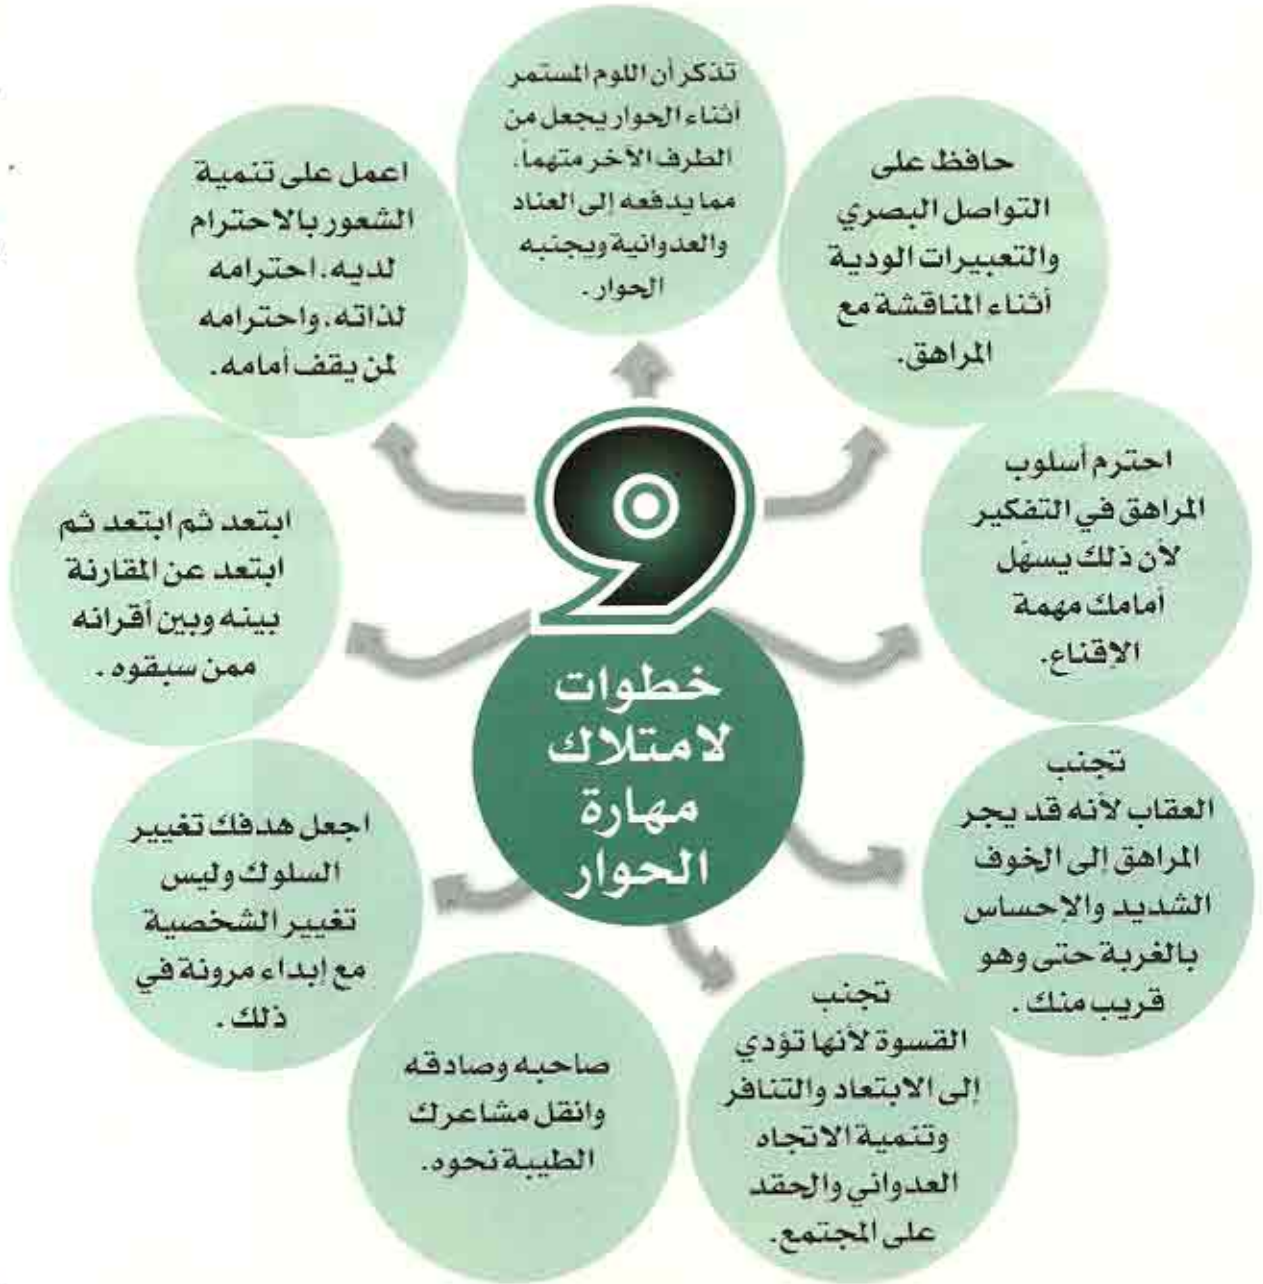 9
خطوات
لامتلاك
مهارة
الحوار
تذكر أن اللوم المستمر
أثناء الحوار يجعل من
الطرف الآخر متهماً،
مما يدفعه إلى العناد
والعدوانية ويجنبه
الحوار.
حافظ على
التواصل البصري
والتعبيرات الودية
أثناء المناقشة مع
المراهق.
احترم أسلوب
المراهق في التفكير
لأن ذلك يسهّل
أمامك مهمة
الإقناع.
تجنب
العقاب لأنه قد يجر
المراهق إلى الخوف
الشديد والاحساس
بالغربة حتى وهو
قريب منك.
تجنب
القسوة لأنها تؤدي
إلى الابتعاد والتنافر
وتنمية الاتجاه
العدواني والحقد
على المجتمع.
صاحبه وصادقه
وانقل مشاعرك
الطيبة نحوه.
اجعل هدفك تغيير
السلوك وليس
تغيير الشخصية
مع إبداء مرونة في
ذلك.
ابتعد ثم ابتعد ثم
ابتعد عن المقارنة
بينه وبين أقرانه
ممن سبقوه.
اعمل على تنمية
الشعور بالاحترام
لديه، احترامه
لذاته، واحترامه
لمن يقف أمامه.